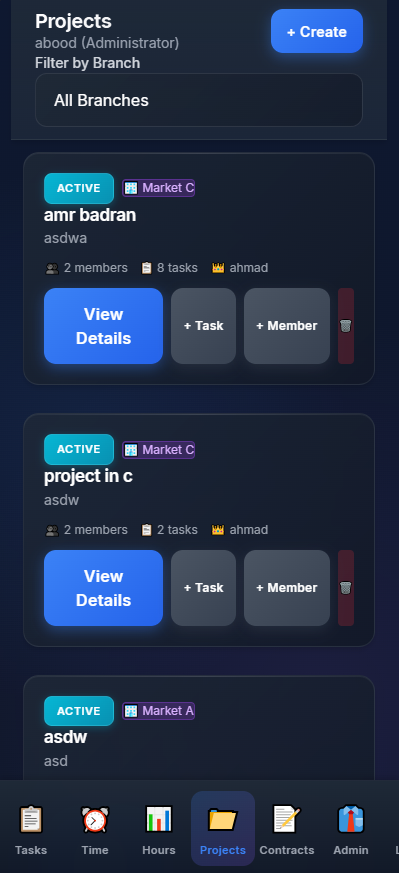 Projects
abood (Administrator)
+ Create
Filter by Branch
All Branches
ACTIVE Market C
amr badran
asdwa
2 members 8 tasks ahmad
View Details + Task + Member
ACTIVE Market C
project in c
asdw
2 members 2 tasks ahmad
View Details + Task + Member
ACTIVE Market A
asdw
asd
Tasks Time Hours Projects Contracts Admin